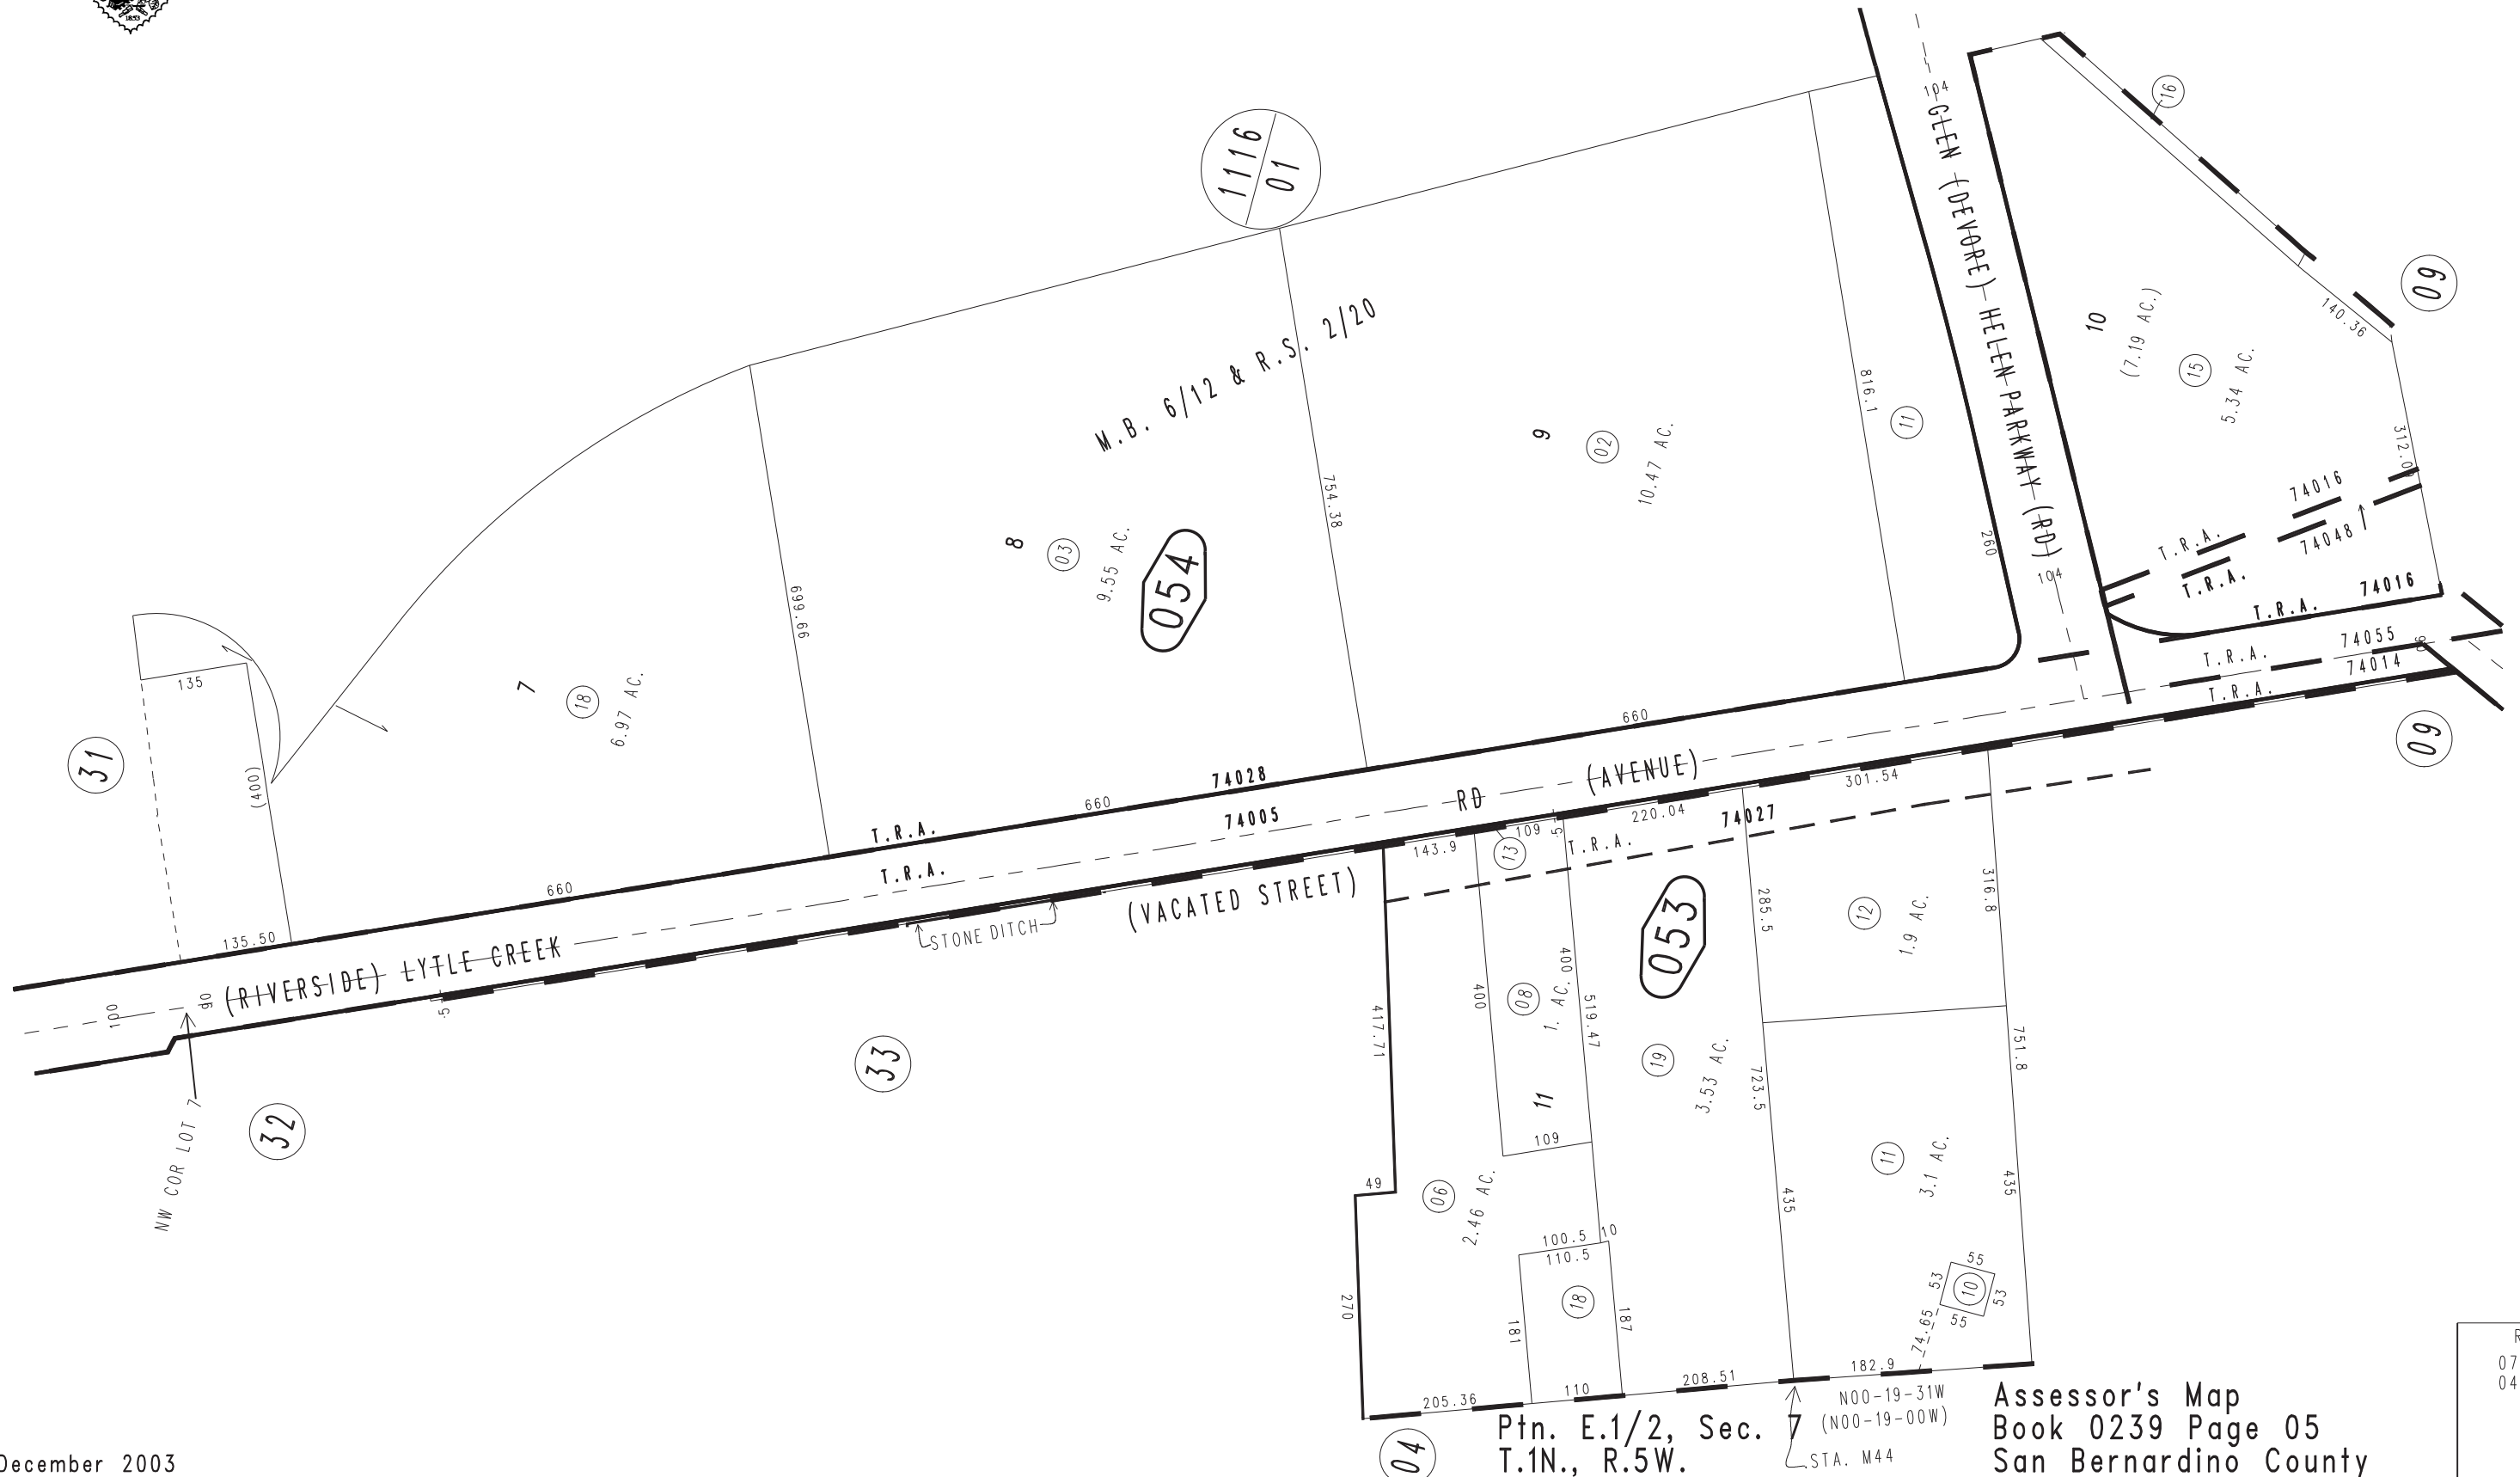 1853
1116
01
104
GLEN (DEVORE) HELEN PARKWAY (RD)
16
09
140.36
10
(7.19 AC.)
15
5.34 AC.
M.B. 6/12 & R.S. 2/20
816.1
11
9
02
10.47 AC.
754.38
8
03
9.55 AC.
054
260
104
T.R.A. 74016
T.R.A. 74048
T.R.A. 74016
T.R.A. 74055
T.R.A. 74014
699.66
135
7
18
6.97 AC.
31
(400)
660
660
660
T.R.A. 74028
T.R.A. 74005
RD (AVENUE)
09
301.54
220.04
74027
T.R.A.
109
.5
143.9
13
(VACATED STREET)
STONE DITCH
135.50
(RIVERSIDE) LYTLE CREEK
100
90
.5
053
285.5
12
1.9 AC.
316.8
417.71
400
08
1. AC.
400
519.47
11
109
19
3.53 AC.
723.5
751.8
33
32
NW COR LOT 7
49
06
2.46 AC.
435
11
3.1 AC.
435
100.5
10
110.5
55
53
10
53
55
74.65
270
181
18
187
205.36
110
208.51
182.9
N00-19-31W
(N00-19-00W)
STA. M44
04
Ptn. E.1/2, Sec. 7
T.1N., R.5W.
Assessor's Map
Book 0239 Page 05
San Bernardino County
December 2003
R
07
04